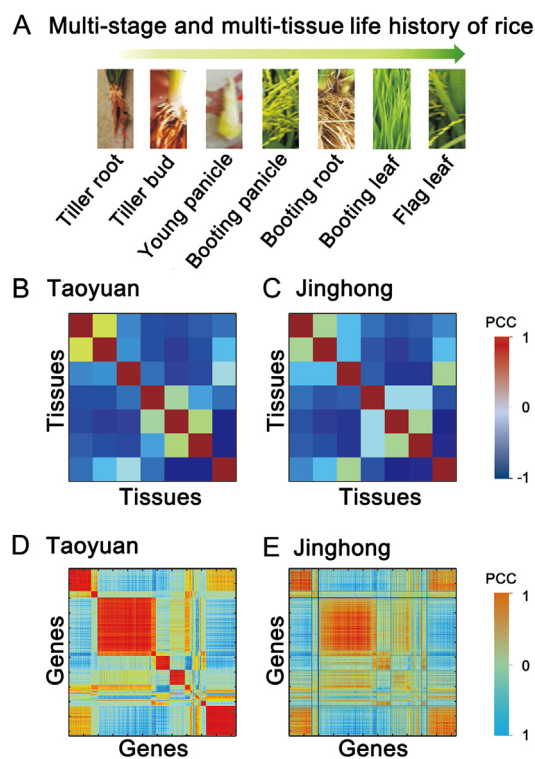 A Multi-stage and multi-tissue life history of rice
Tiller root
Tiller bud
Young panicle
Booting panicle
Booting root
Booting leaf
Flag leaf
B Taoyuan
Tissues
Tissues
C Jinghong
Tissues
Tissues
PCC
1
0
-1
D Taoyuan
Genes
Genes
E Jinghong
Genes
Genes
PCC
1
0
1